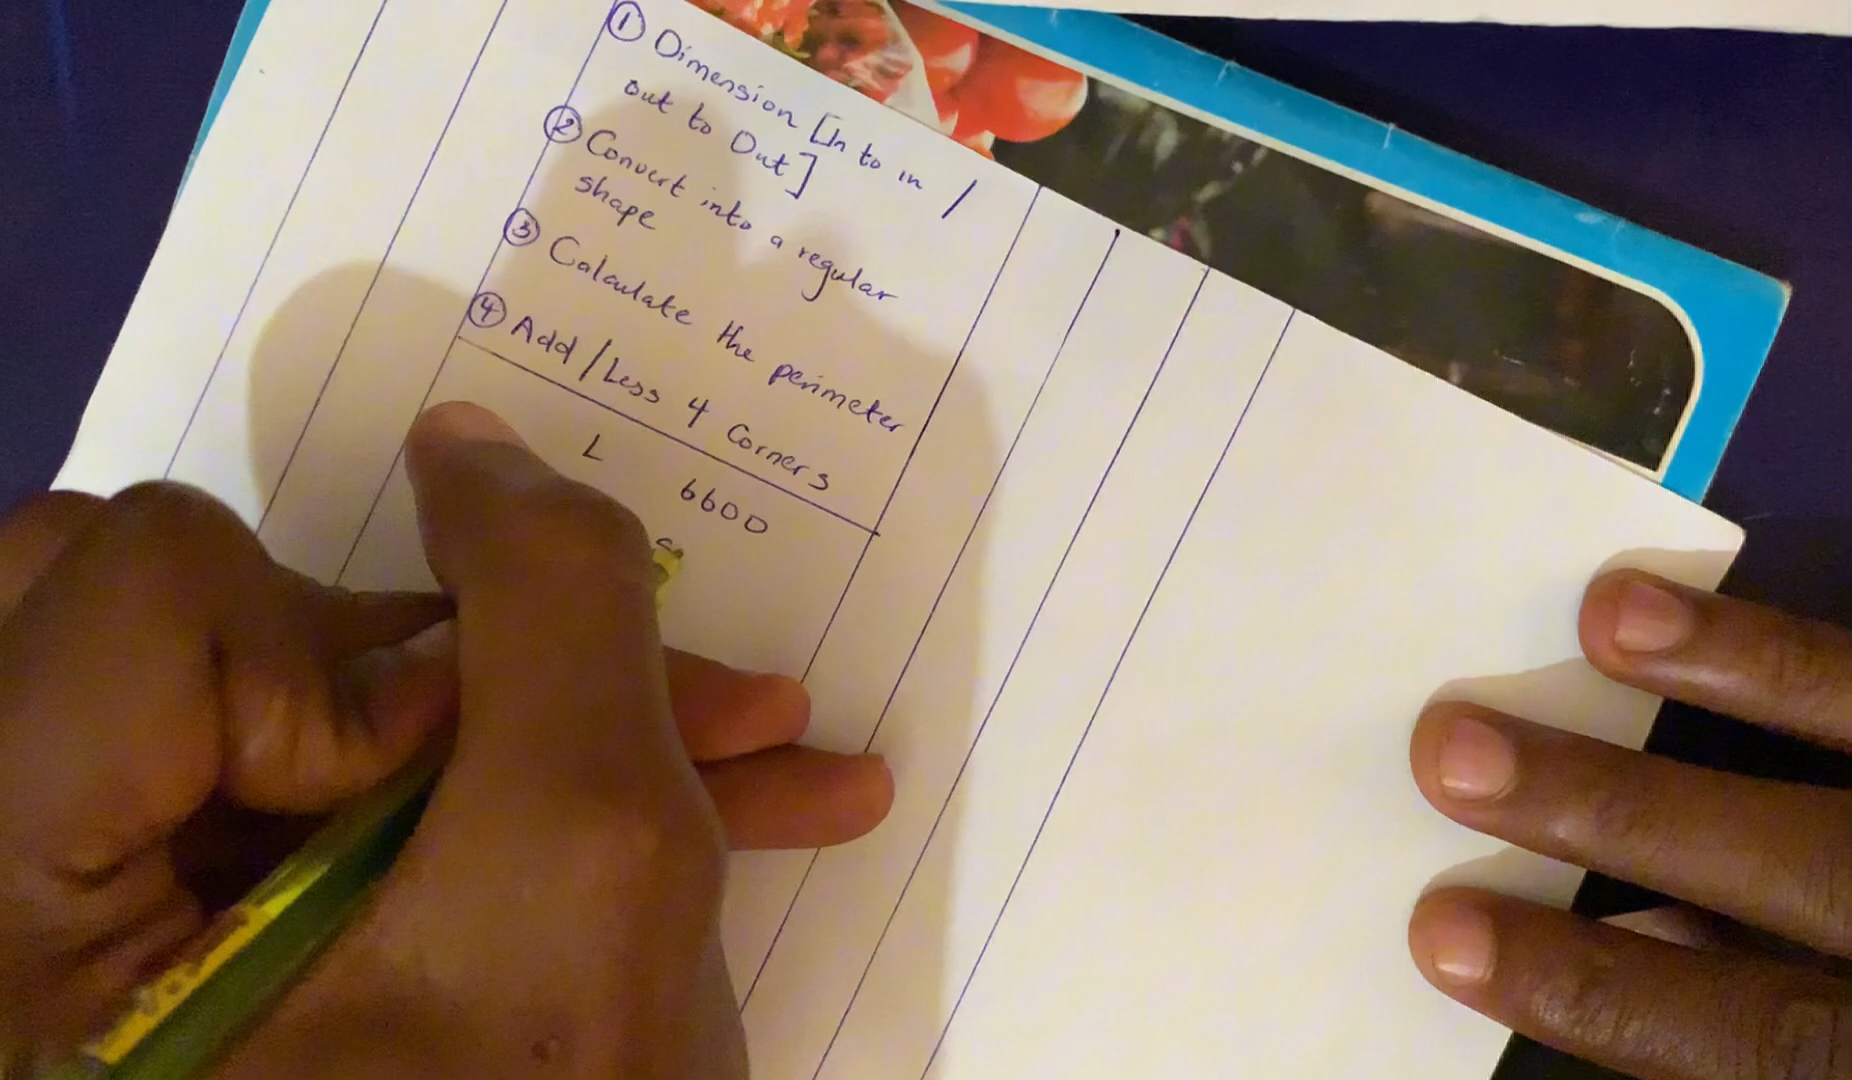 ① Dimension [In to in /
out to Out]
② Convert into a regular
shape
③ Calculate the perimeter
④ Add / Less 4 Corners
L 6600